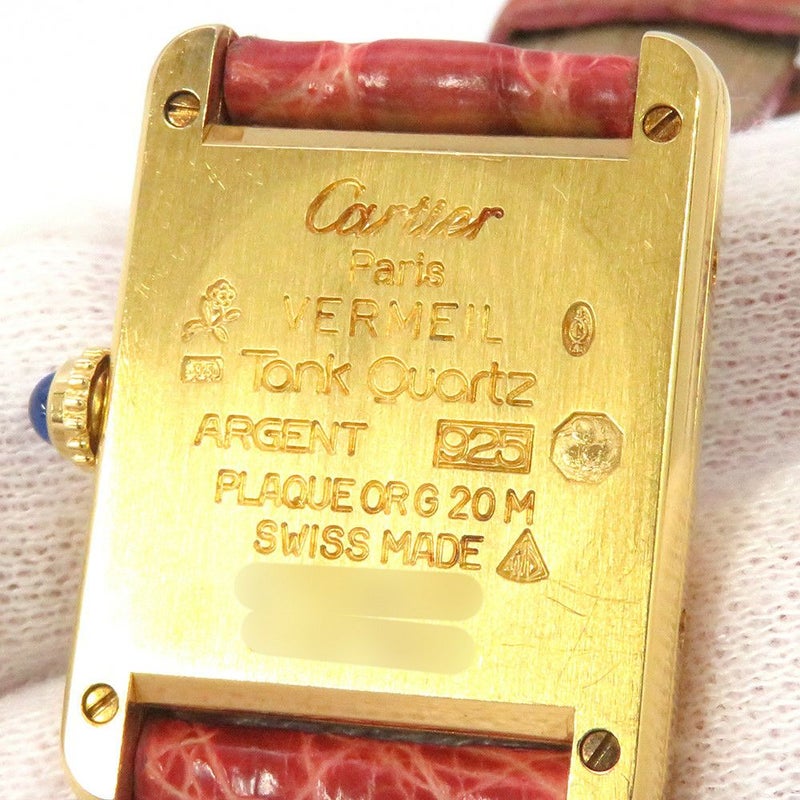 Cartier
Paris
VERMEIL
Tank Quartz
ARGENT 925
PLAQUE OR G 20 M
SWISS MADE